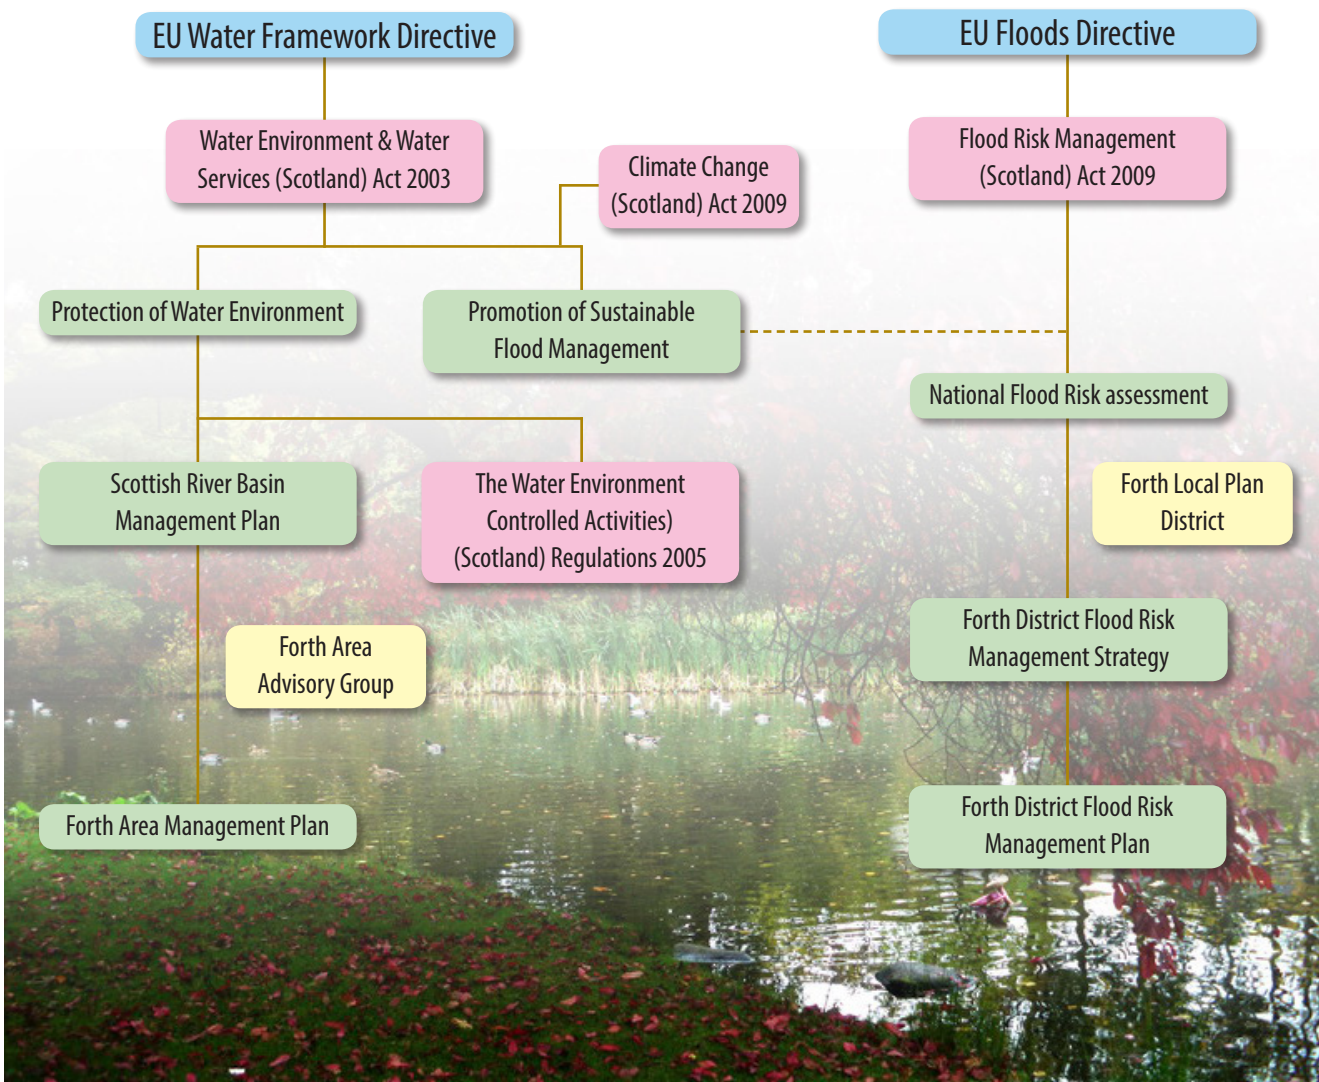 EU Water Framework Directive
EU Floods Directive
Water Environment & Water
Services (Scotland) Act 2003
Climate Change
(Scotland) Act 2009
Flood Risk Management
(Scotland) Act 2009
Protection of Water Environment
Promotion of Sustainable
Flood Management
National Flood Risk assessment
Scottish River Basin
Management Plan
The Water Environment
Controlled Activities)
(Scotland) Regulations 2005
Forth Local Plan
District
Forth Area
Advisory Group
Forth District Flood Risk
Management Strategy
Forth Area Management Plan
Forth District Flood Risk
Management Plan